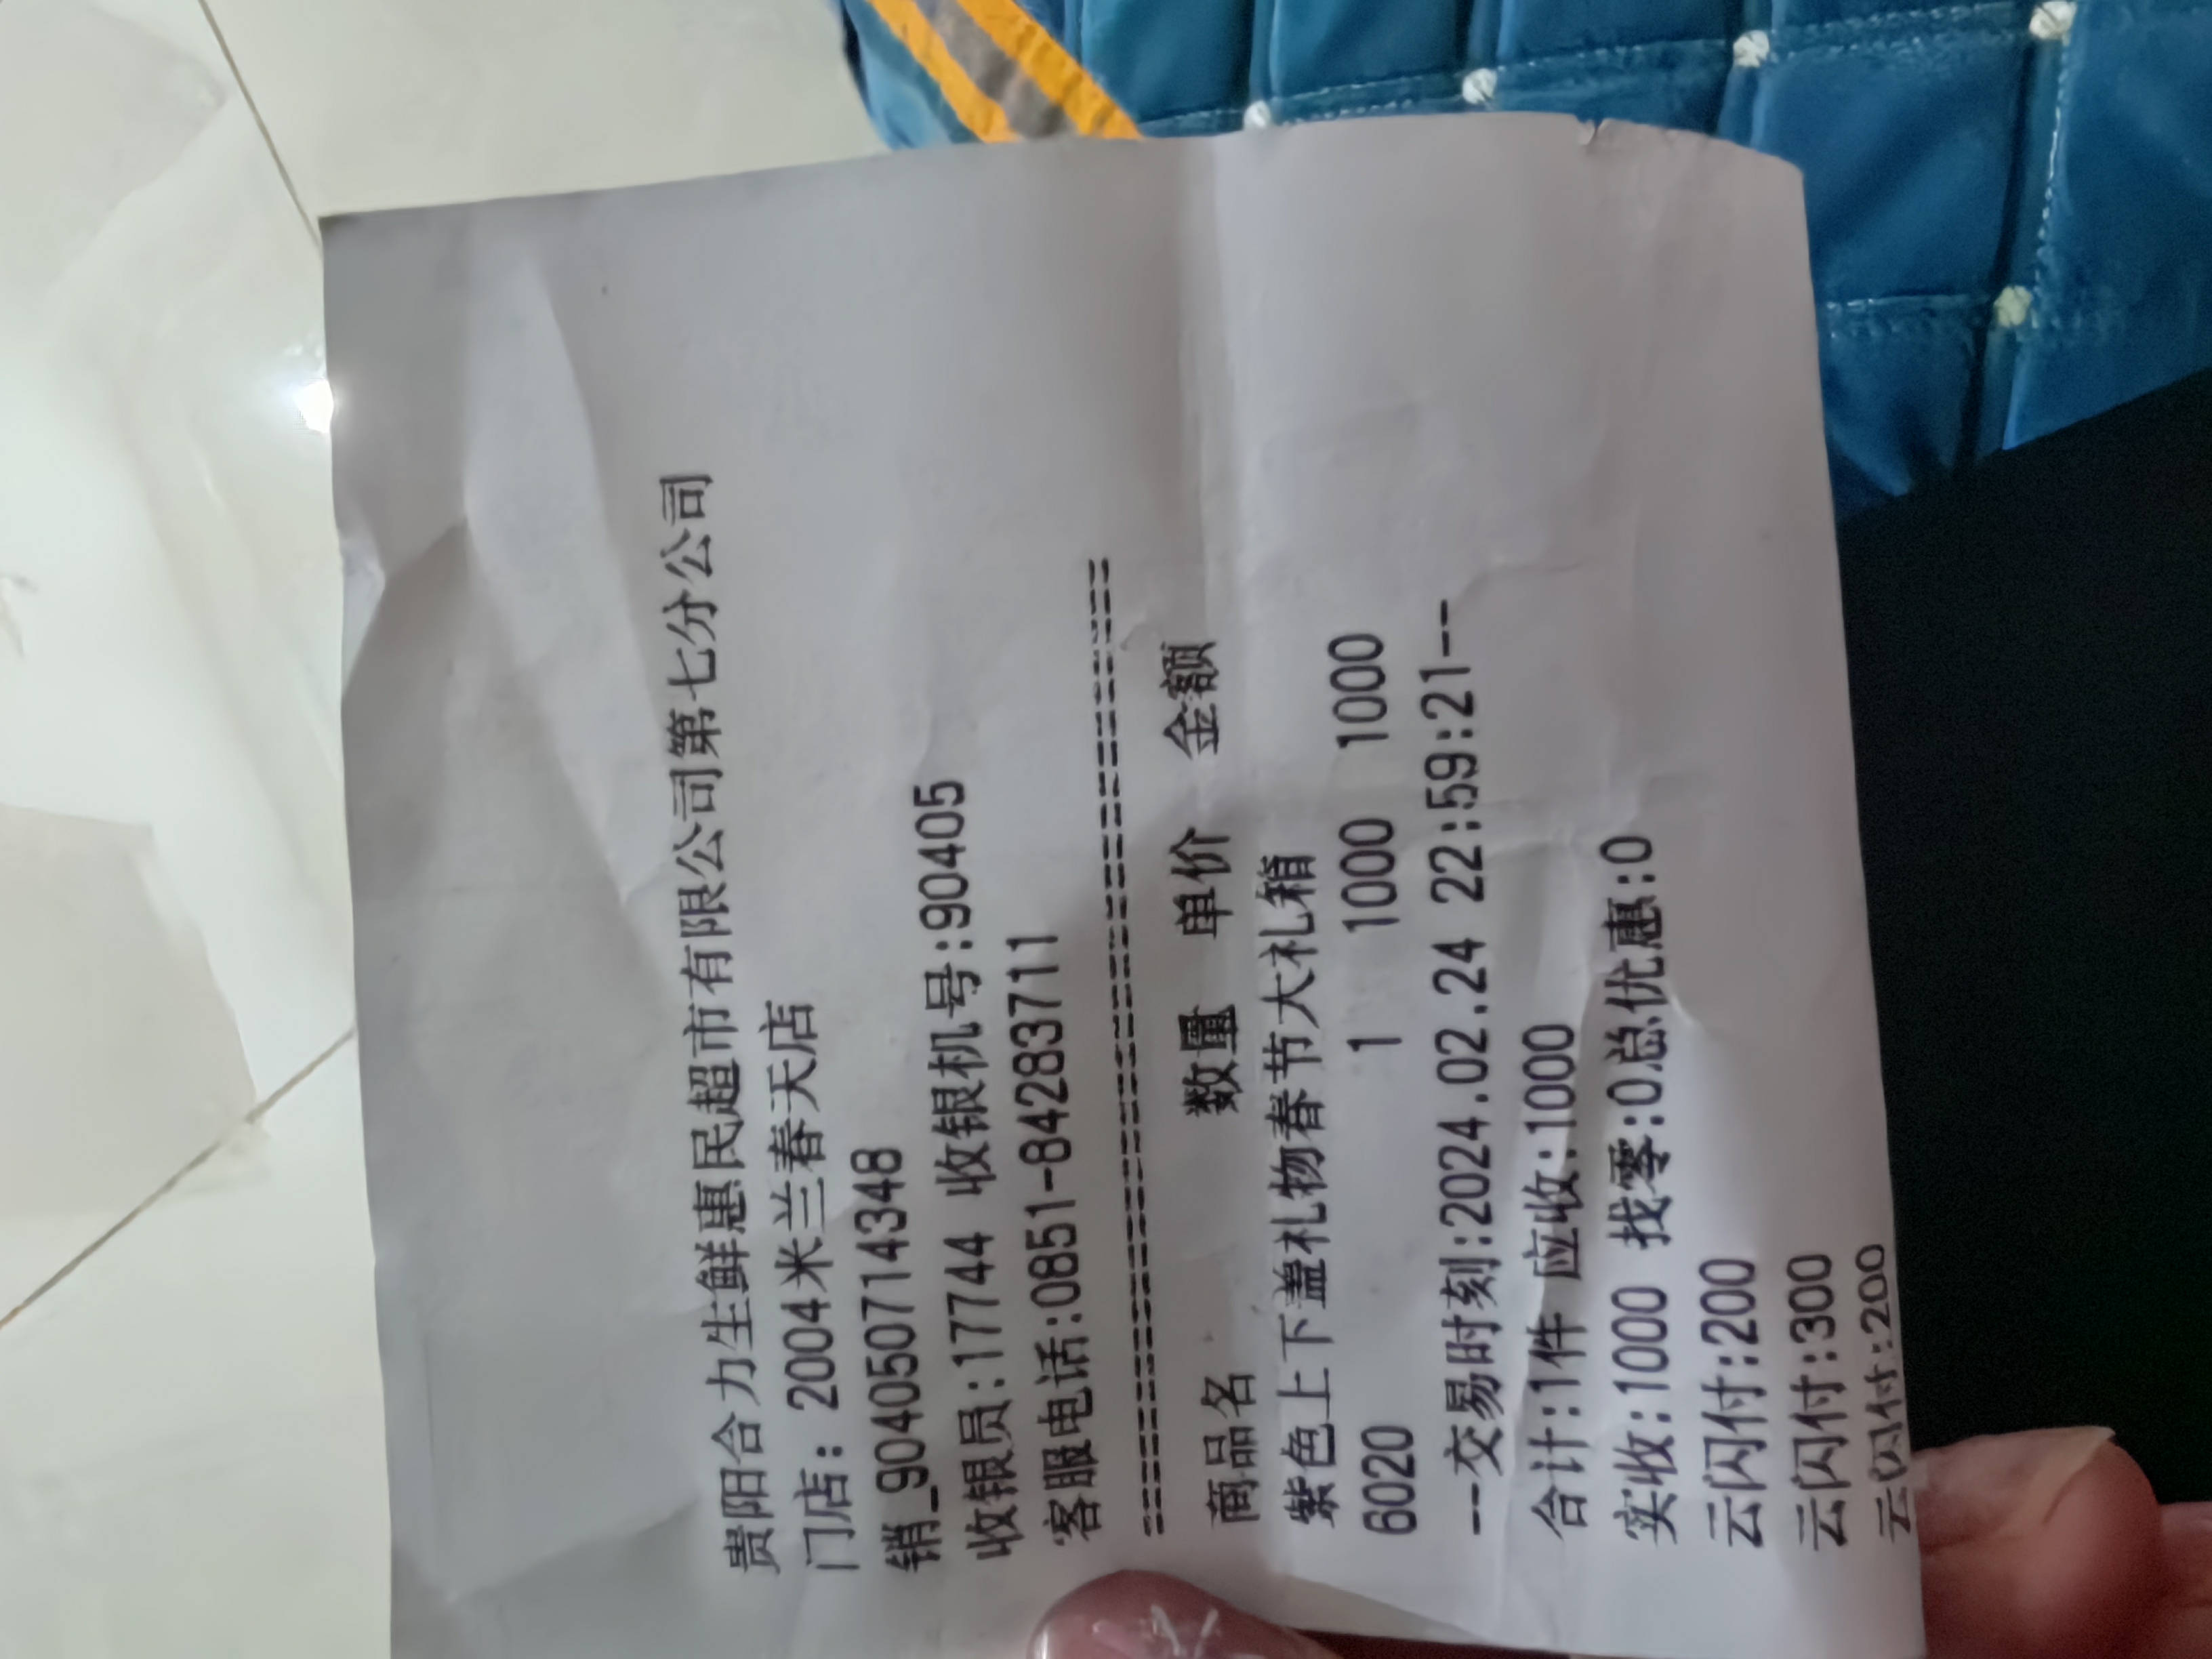 贵阳合力生鲜惠民超市有限公司第七分公司
门店: 2004米兰春天店
销_904050714348
收银员:17744 收银机号:90405
客服电话:0851-84283711
================================
商品名 数量 单价 金额
紫色上下盖礼物春节大礼箱
6020 1 1000 1000
--交易时刻:2024.02.24 22:59:21--
合计:1件 应收:1000
实收:1000 找零:0总优惠:0
云闪付:200
云闪付:300
云闪付:200